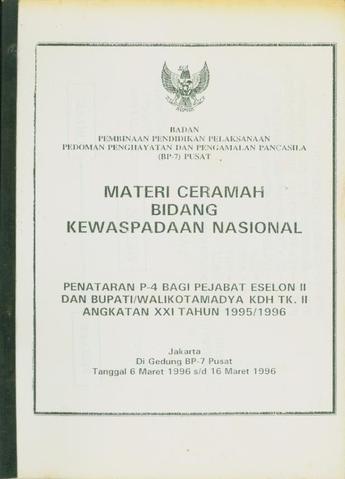 BADAN
PEMBINAAN PENDIDIKAN PELAKSANAAN
PEDOMAN PENGHAYATAN DAN PENGAMALAN PANCASILA
(BP-7) PUSAT
MATERI CERAMAH
BIDANG
KEWASPADAAN NASIONAL
PENATARAN P-4 BAGI PEJABAT ESELON II
DAN BUPATI/WALIKOTAMADYA KDH TK. II
ANGKATAN XXI TAHUN 1995/1996
Jakarta
Di Gedung BP-7 Pusat
Tanggal 6 Maret 1996 s/d 16 Maret 1996